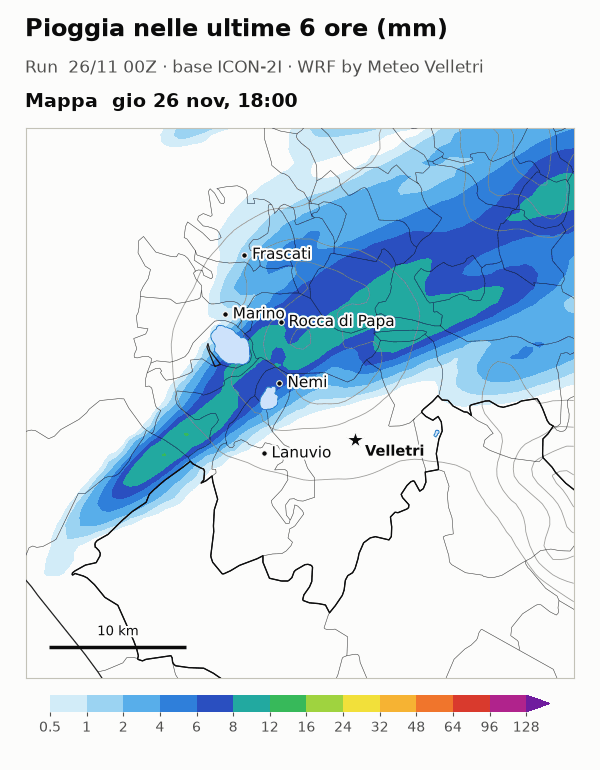 Pioggia nelle ultime 6 ore (mm)
Run  26/11 00Z · base ICON-2I · WRF by Meteo Velletri
Mappa  gio 26 nov, 18:00
Frascati
Marino
Rocca di Papa
Nemi
Velletri
Lanuvio
10 km
0.5 1 2 4 6 8 12 16 24 32 48 64 96 128